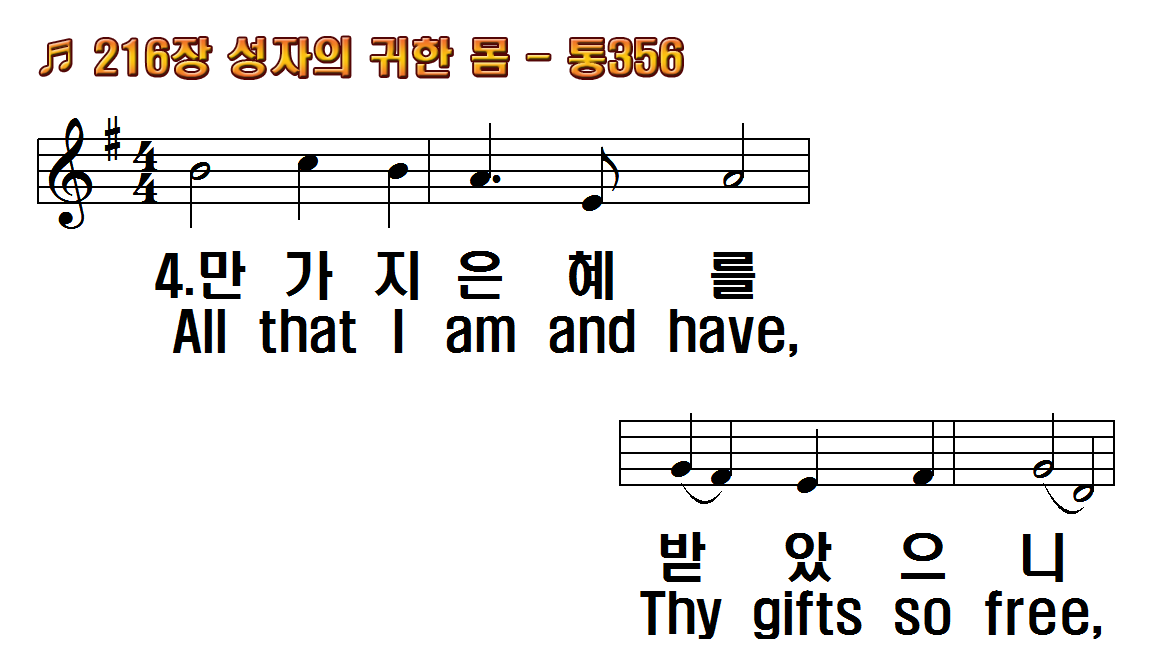 216장 성자의 귀한 몸 - 통356
4.만 가 지 은 혜 를
All that I am and have,
받 았 으 니
Thy gifts so free,